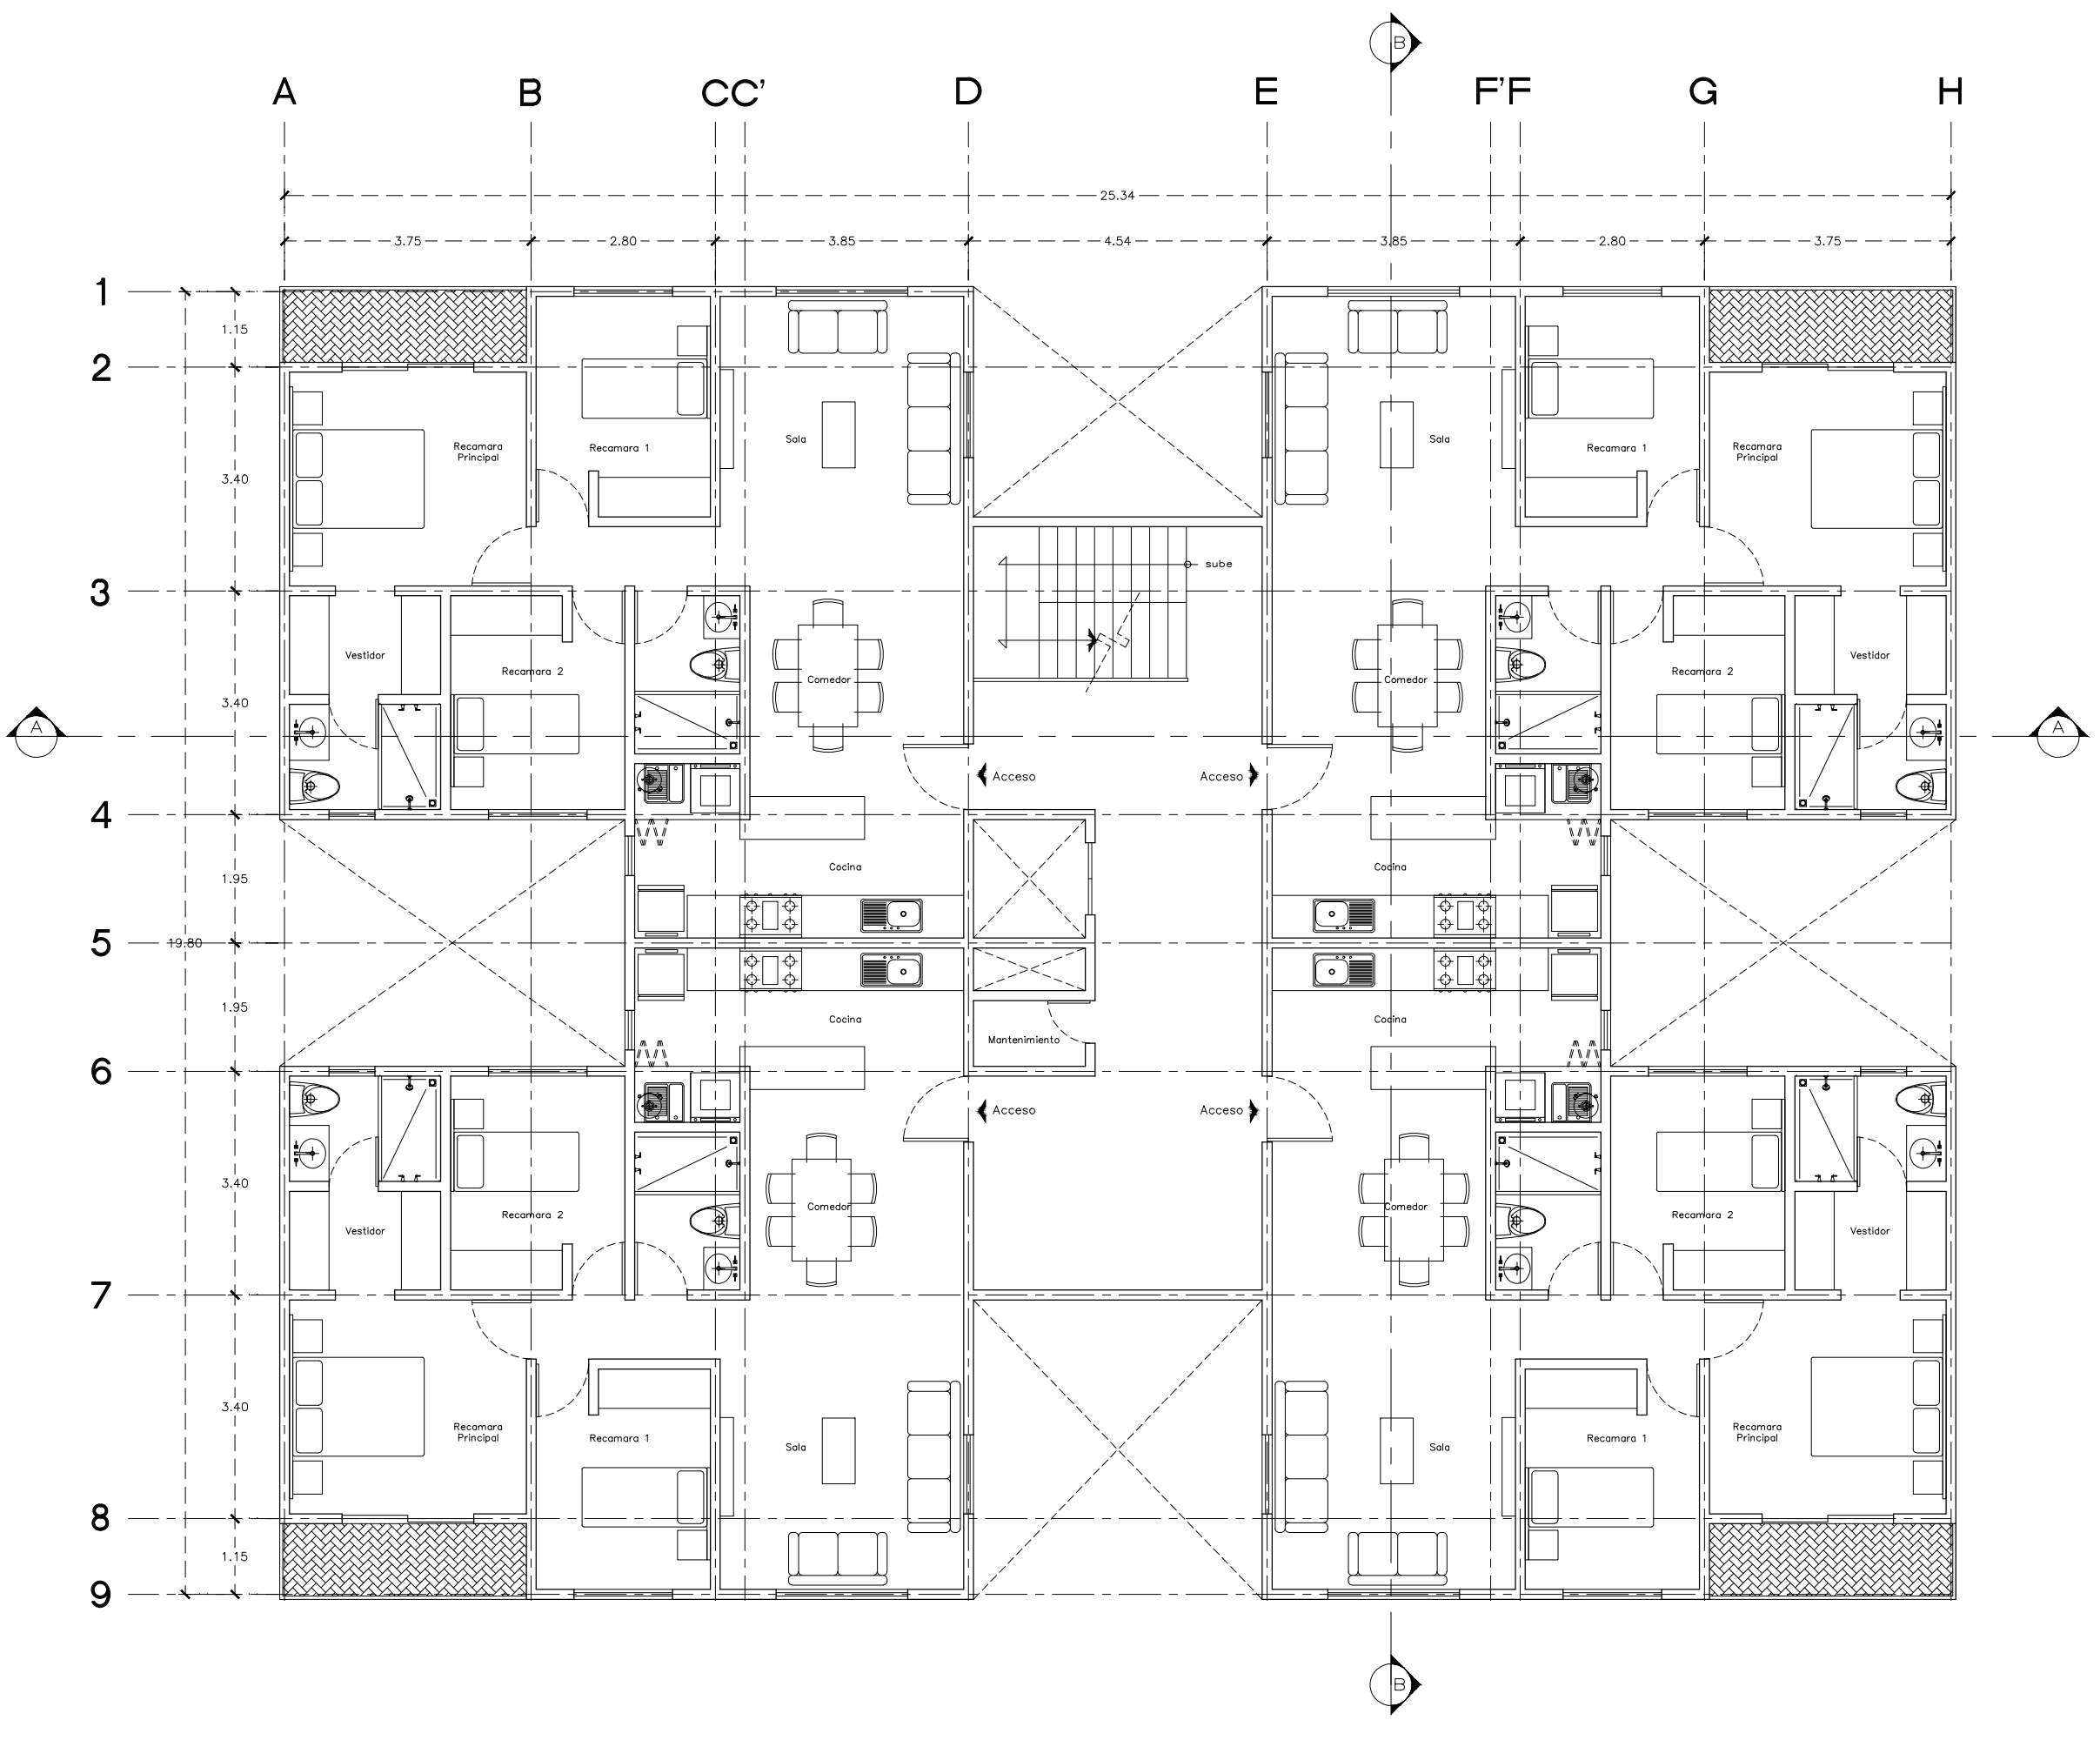 B
A B C C' D E F' F G H
25.34
3.75 2.80 3.85 4.54 3.85 2.80 3.75
1
1.15
2
Recamara
Principal
Recamara 1
Sala
Sala
Recamara 1
Recamara
Principal
3.40
sube
3
Vestidor
Recamara 2
Comedor
Comedor
Recamara 2
Vestidor
3.40
A
A
Acceso
Acceso
4
Cocina
Cocina
1.95
5
19.80
1.95
Cocina
Cocina
Mantenimiento
6
Acceso
Acceso
3.40
Comedor
Comedor
Recamara 2
Recamara 2
Vestidor
Vestidor
7
3.40
Recamara
Principal
Recamara 1
Sala
Sala
Recamara 1
Recamara
Principal
8
1.15
9
B